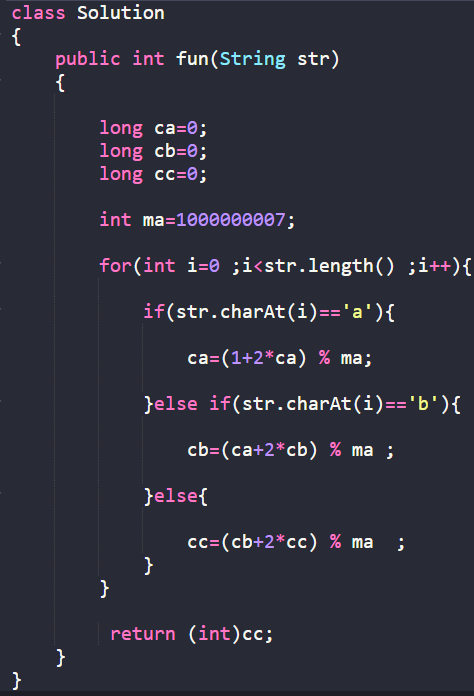 class Solution
{
    public int fun(String str)
    {
        long ca=0;
        long cb=0;
        long cc=0;
        int ma=1000000007;
        for(int i=0 ;i<str.length() ;i++){
            if(str.charAt(i)=='a'){
                ca=(1+2*ca) % ma;
            }else if(str.charAt(i)=='b'){
                cb=(ca+2*cb) % ma ;
            }else{
                cc=(cb+2*cc) % ma  ;
            }
        }
         return (int)cc;
    }
}